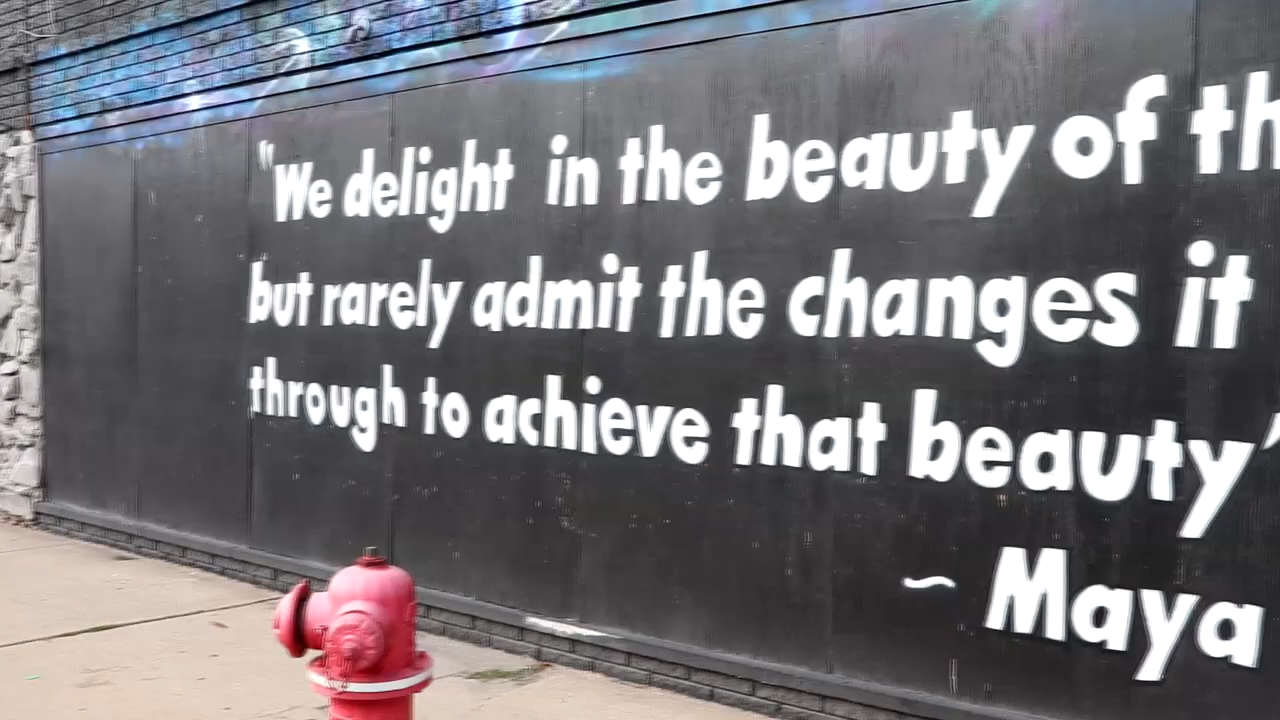 "We delight in the beauty of th
but rarely admit the changes it
through to achieve that beauty"
~ Maya